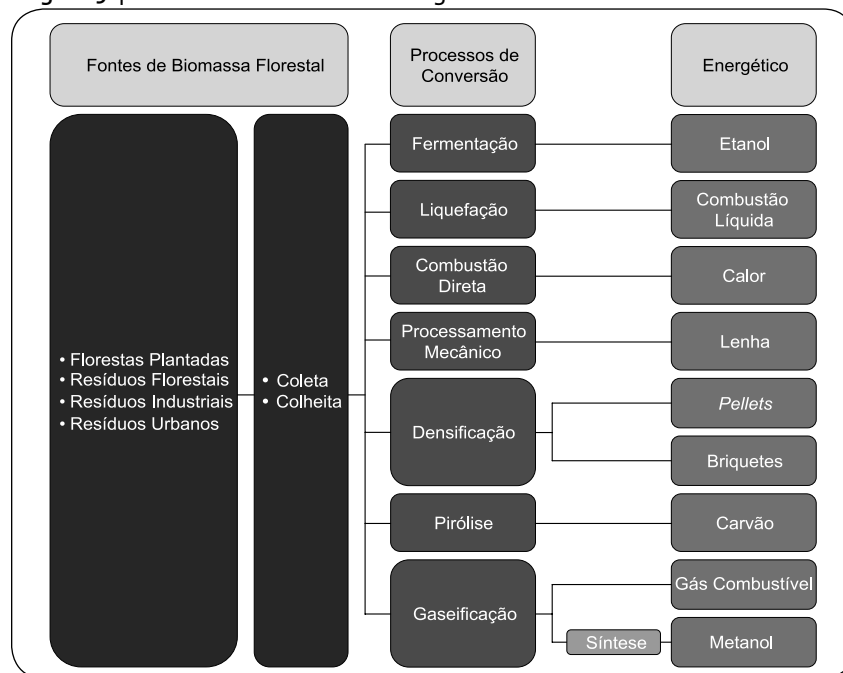 Fontes de Biomassa Florestal
Processos de
Conversão
Energético
• Florestas Plantadas
• Resíduos Florestais
• Resíduos Industriais
• Resíduos Urbanos
• Coleta
• Colheita
Fermentação
Etanol
Liquefação
Combustão
Líquida
Combustão
Direta
Calor
Processamento
Mecânico
Lenha
Densificação
Pellets
Briquetes
Pirólise
Carvão
Gaseificação
Gás Combustível
Síntese
Metanol